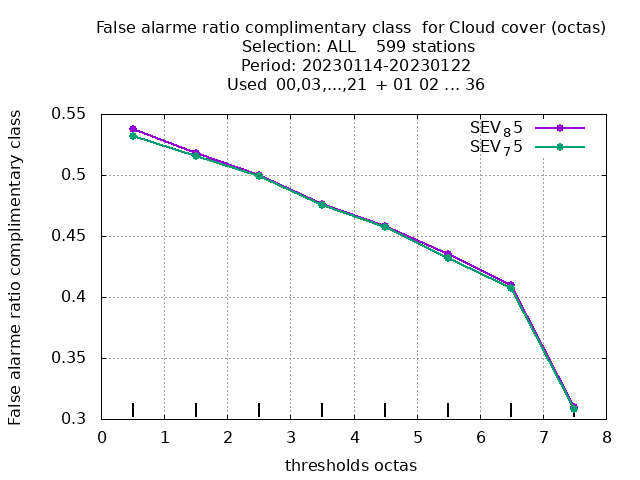 False alarme ratio complimentary class  for Cloud cover (octas)
Selection: ALL    599 stations
Period: 20230114-20230122
Used  00,03,...,21  + 01 02 ... 36
False alarme ratio complimentary class
0.55
0.5
0.45
0.4
0.35
0.3
SEV₈5
SEV₇5
0 1 2 3 4 5 6 7 8
thresholds octas